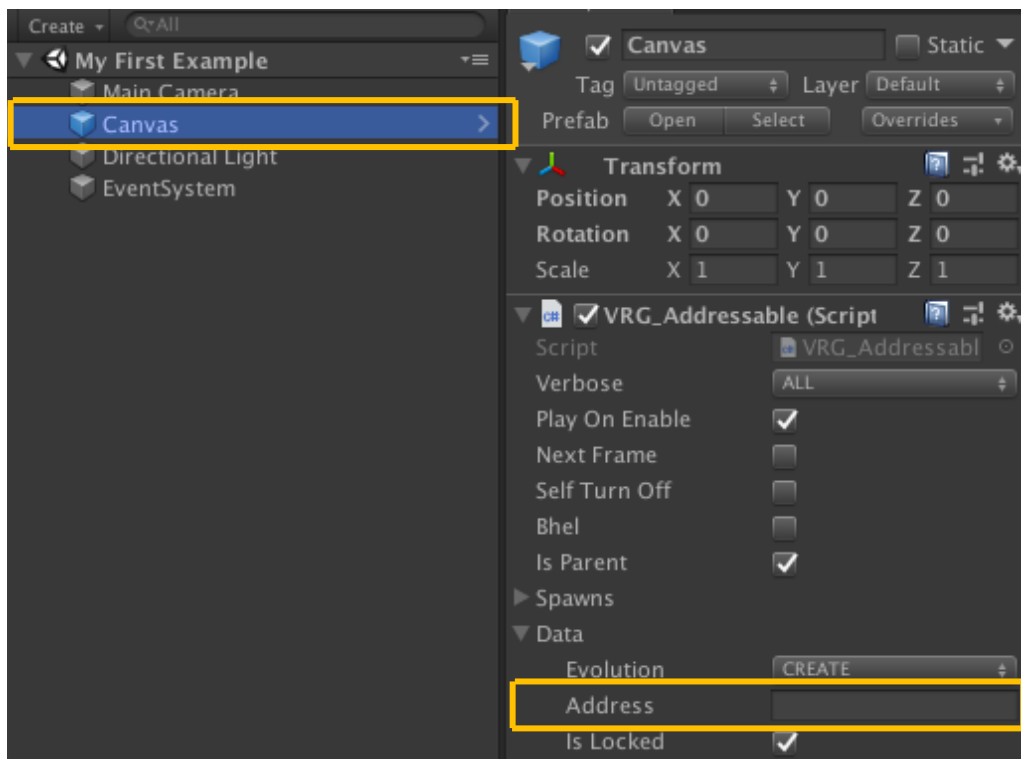 Create
All
My First Example
Main Camera
Canvas
Directional Light
EventSystem
Canvas
Static
Tag Untagged Layer Default
Prefab Open Select Overrides
Transform
Position X 0 Y 0 Z 0
Rotation X 0 Y 0 Z 0
Scale X 1 Y 1 Z 1
VRG_Addressable (Script
Script VRG_Addressabl
Verbose ALL
Play On Enable
Next Frame
Self Turn Off
Bhel
Is Parent
Spawns
Data
Evolution CREATE
Address
Is Locked